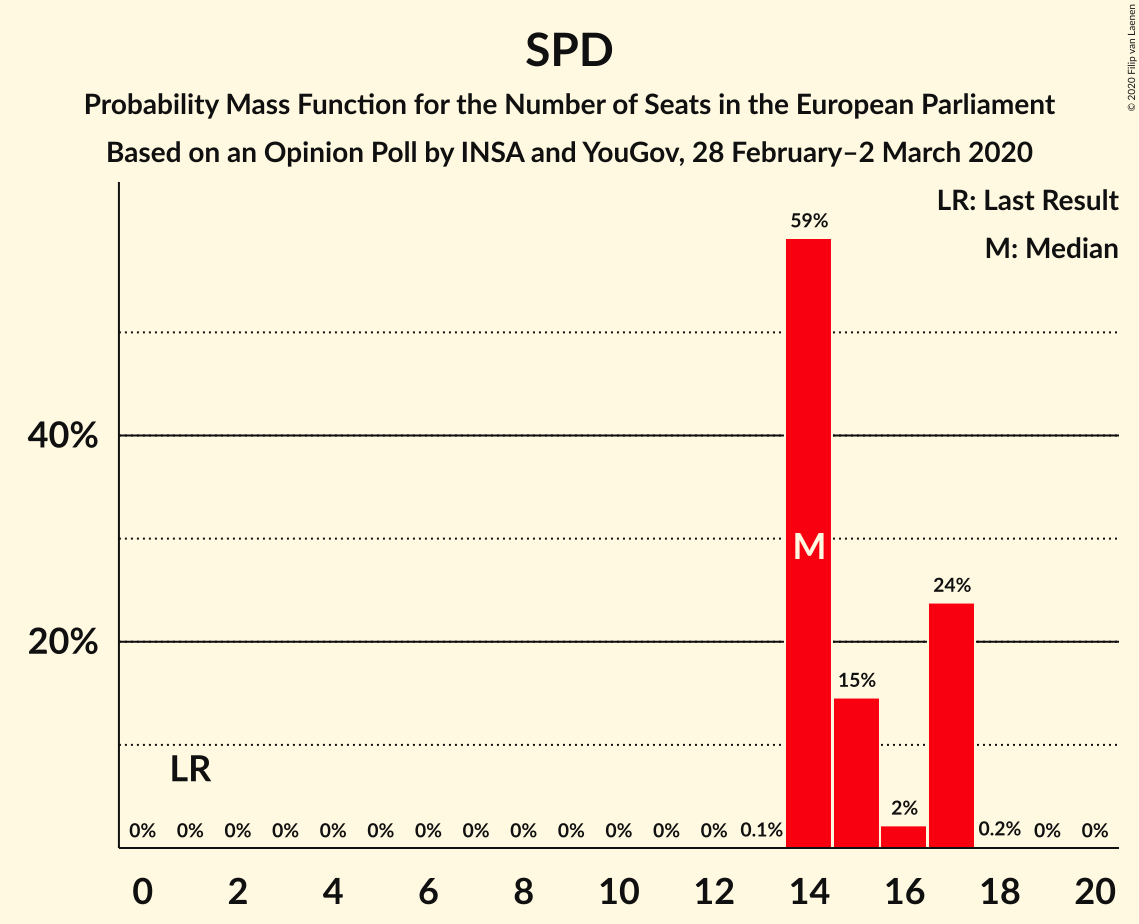 SPD
Probability Mass Function for the Number of Seats in the European Parliament
Based on an Opinion Poll by INSA and YouGov, 28 February–2 March 2020
© 2020 Filip van Laenen
LR: Last Result
M: Median
59%
40%
M
24%
20%
15%
LR
2%
0% 0% 0% 0% 0% 0% 0% 0% 0% 0% 0% 0% 0% 0.1% 0.2% 0% 0%
0 2 4 6 8 10 12 14 16 18 20